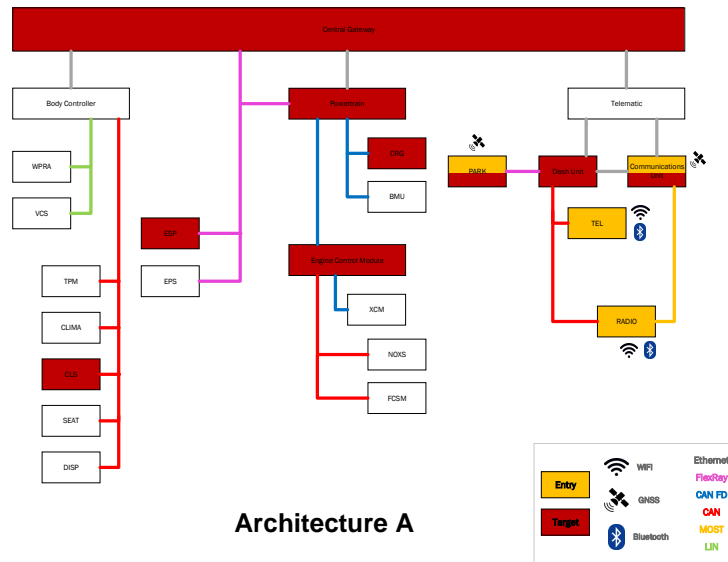 Central Gateway
Body Controller
Powertrain
Telematic
WPRA
CRG
PARK
Dash Unit
Communications
Unit
VCS
BMU
TEL
ESP
TPM
EPS
Engine Control Module
CLIMA
XCM
RADIO
CLS
NOXS
SEAT
FCSM
DISP
Architecture A
Entry
Target
WIFI
GNSS
Bluetooth
Ethernet
FlexRay
CAN FD
CAN
MOST
LIN